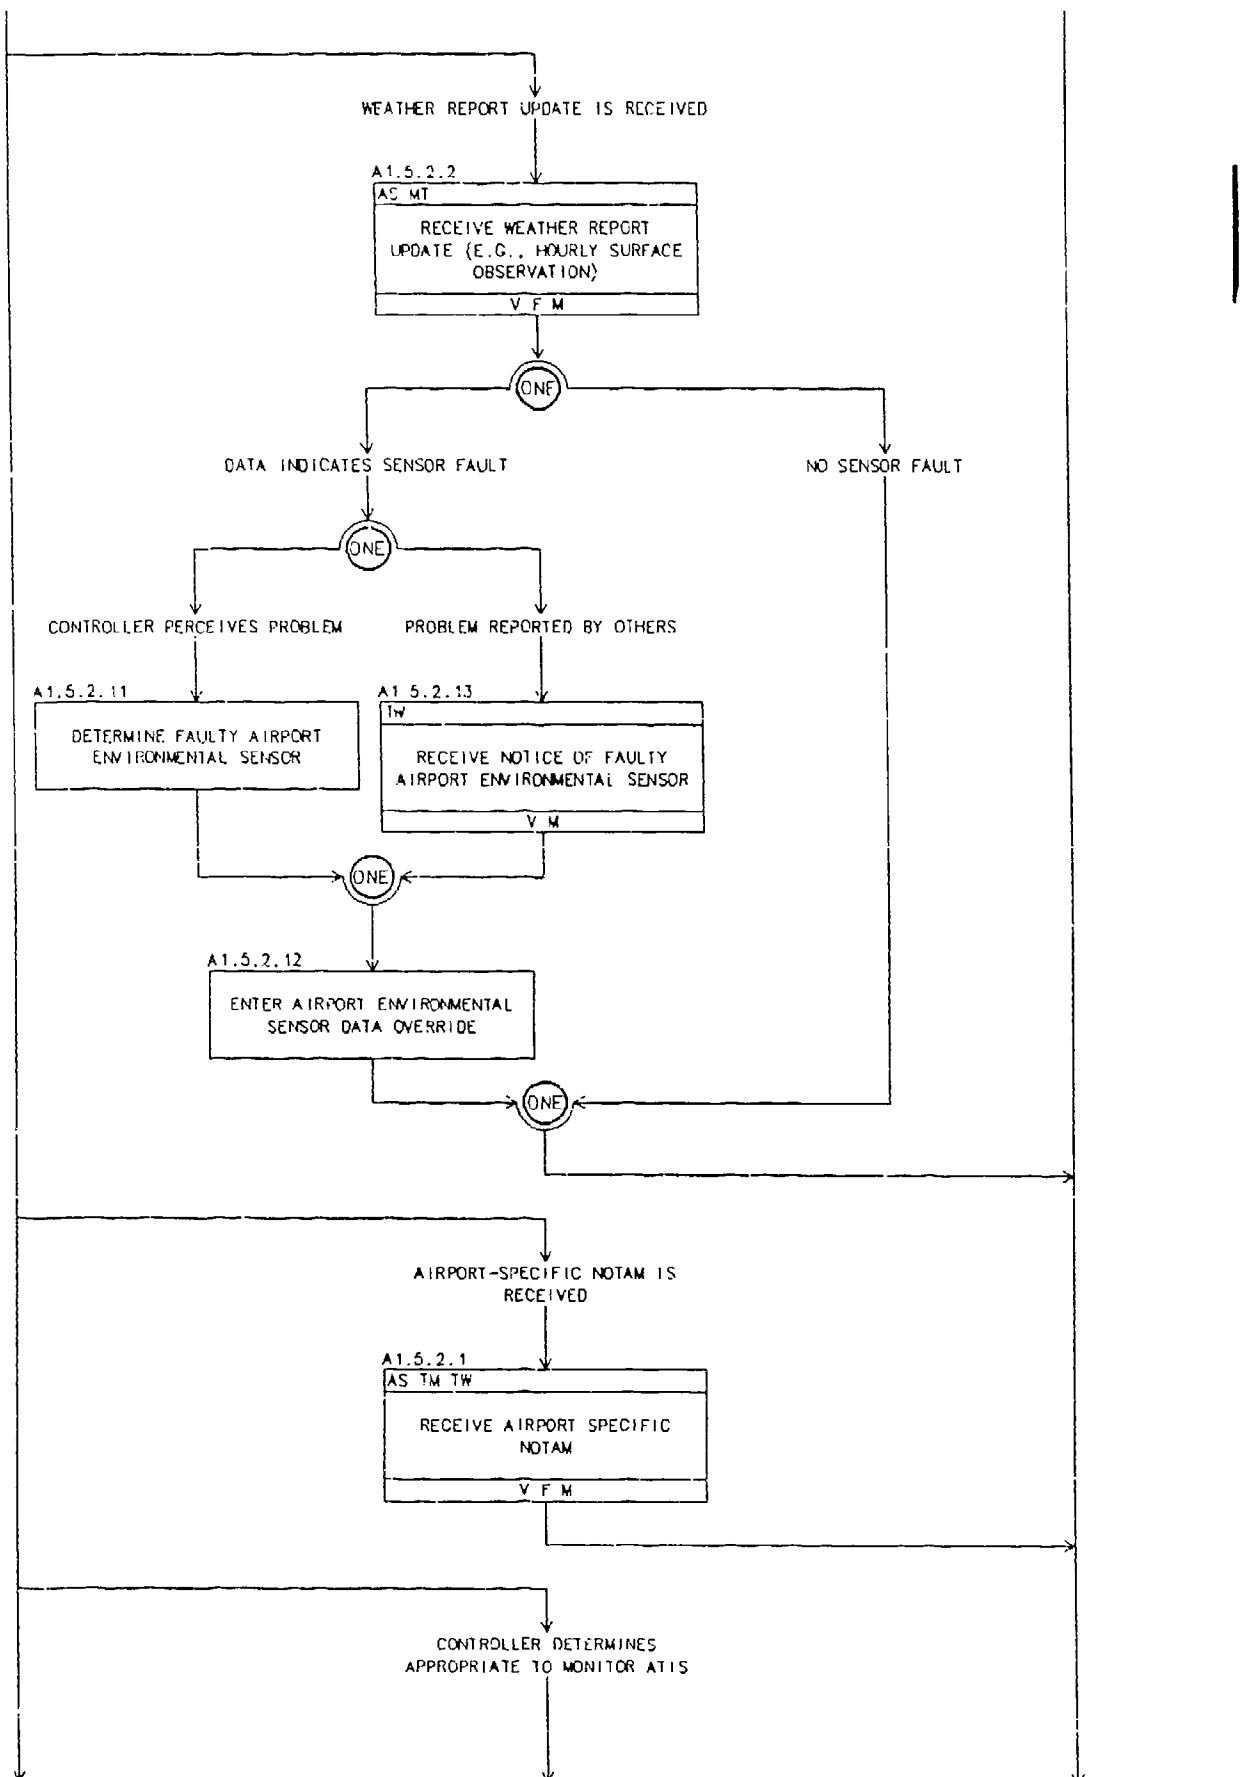 WEATHER REPORT UPDATE IS RECEIVED
A1.5.2.2
AS MT
RECEIVE WEATHER REPORT
UPDATE (E.G., HOURLY SURFACE
OBSERVATION)
V F M
ONE
DATA INDICATES SENSOR FAULT
NO SENSOR FAULT
ONE
CONTROLLER PERCEIVES PROBLEM
PROBLEM REPORTED BY OTHERS
A1.5.2.11
DETERMINE FAULTY AIRPORT
ENVIRONMENTAL SENSOR
A1 5.2.13
TW
RECEIVE NOTICE OF FAULTY
AIRPORT ENVIRONMENTAL SENSOR
V M
ONE
A1.5.2.12
ENTER AIRPORT ENVIRONMENTAL
SENSOR DATA OVERRIDE
ONE
AIRPORT-SPECIFIC NOTAM IS
RECEIVED
A1.5.2.1
AS TM TW
RECEIVE AIRPORT SPECIFIC
NOTAM
V F M
CONTROLLER DETERMINES
APPROPRIATE TO MONITOR ATIS